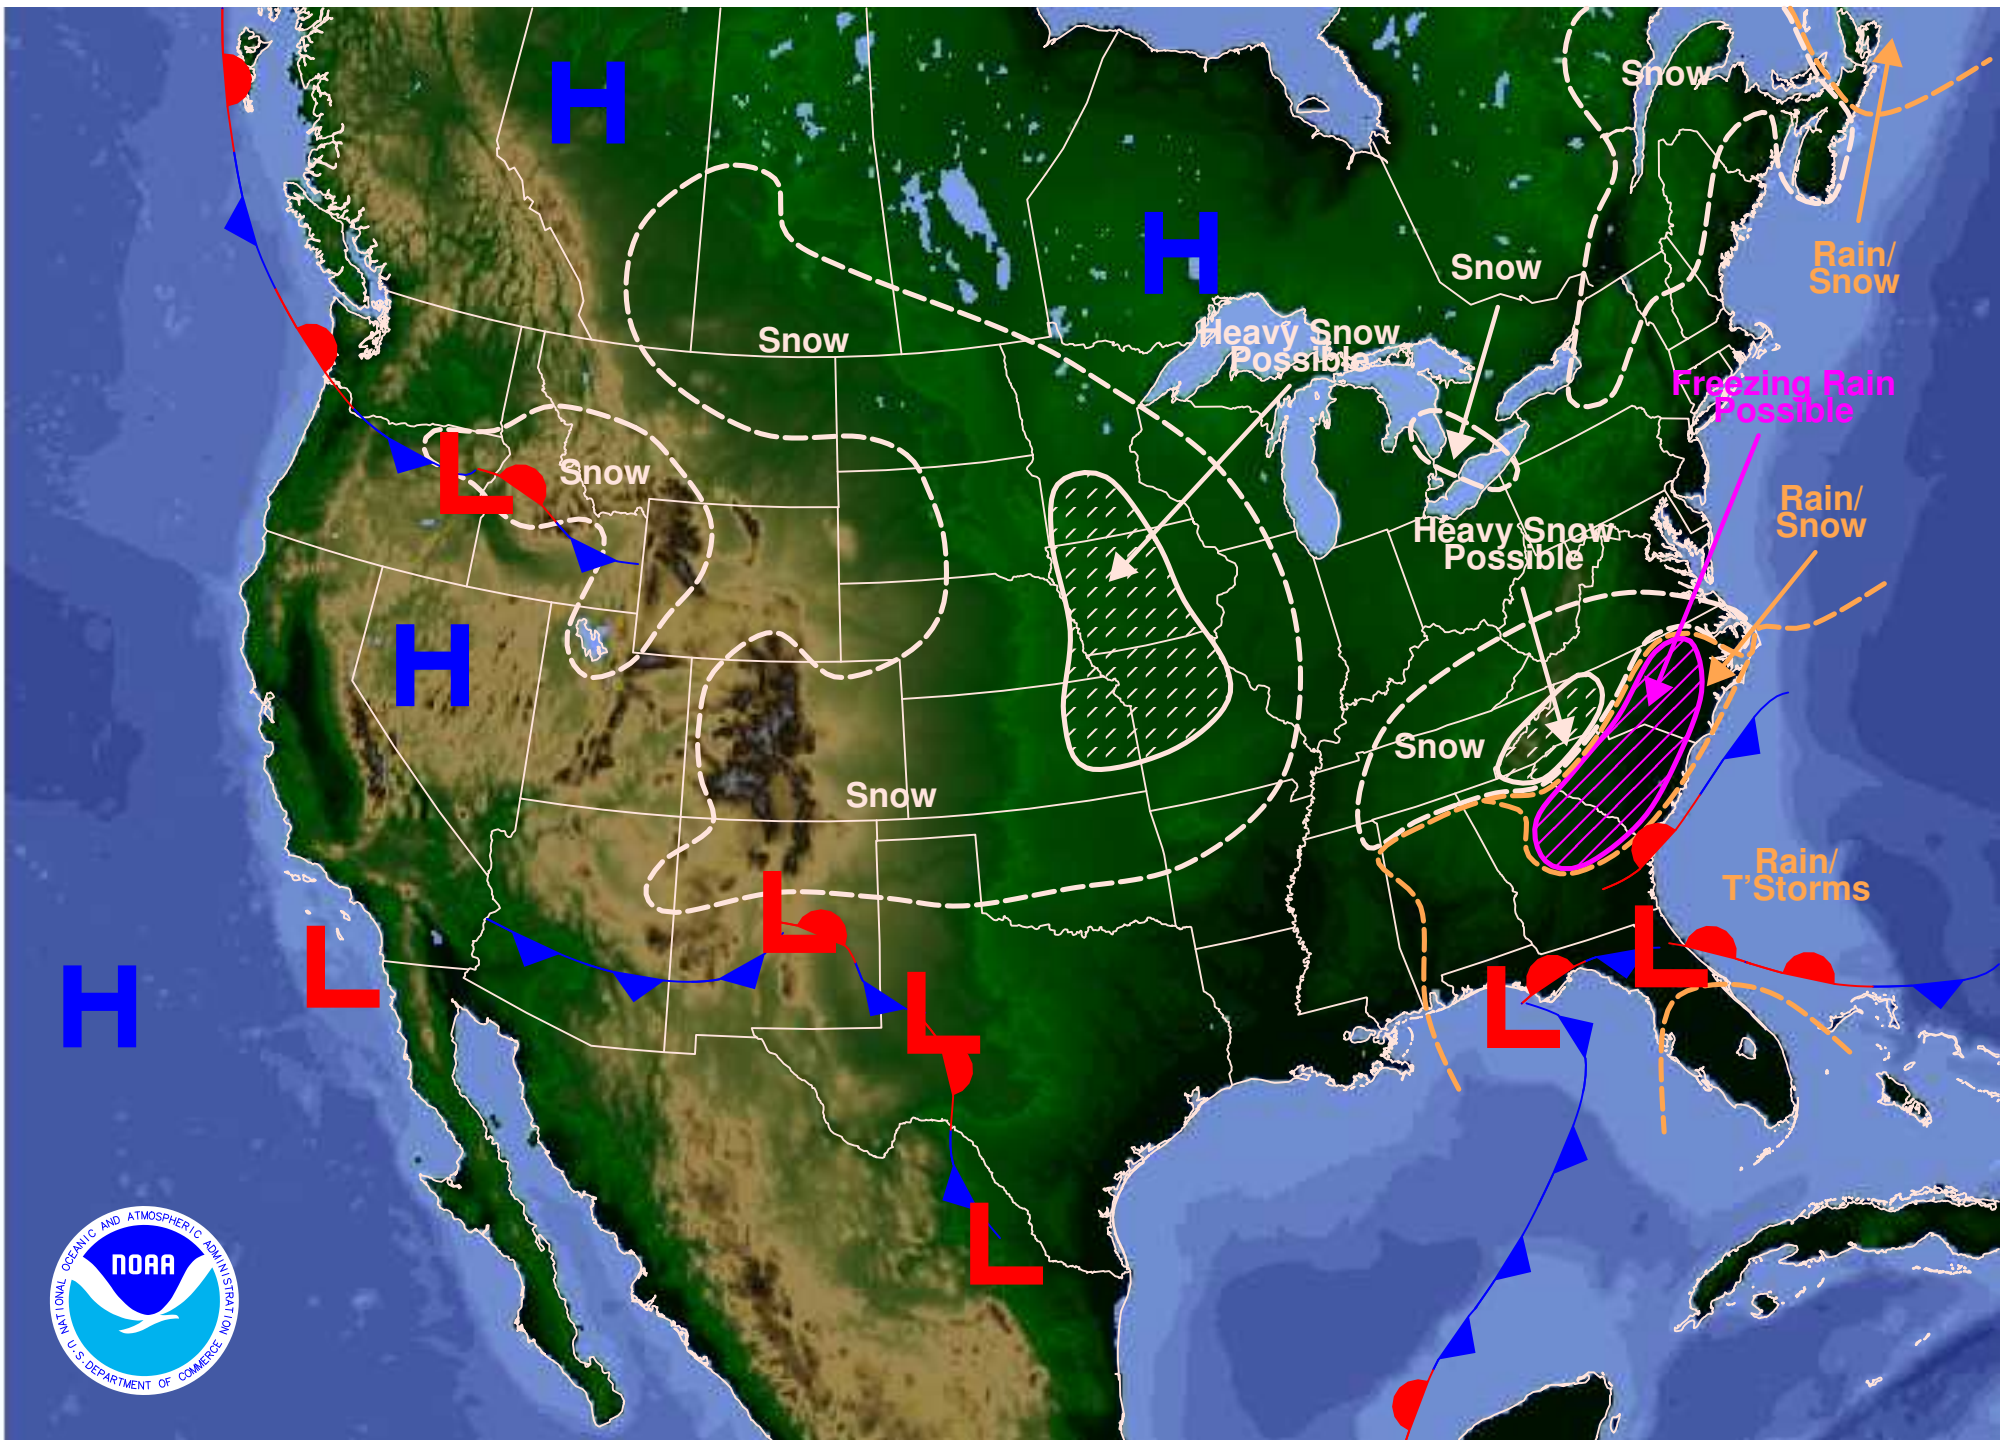 Snow
H
H
Rain/
Snow
Snow
Heavy Snow
Possible
Snow
Freezing Rain
Possible
Snow
Rain/
Snow
Heavy Snow
Possible
L
H
Snow
Snow
Rain/
T'Storms
L
L
L
H
L
L
L
NATIONAL OCEANIC AND ATMOSPHERIC ADMINISTRATION
NOAA
U.S. DEPARTMENT OF COMMERCE